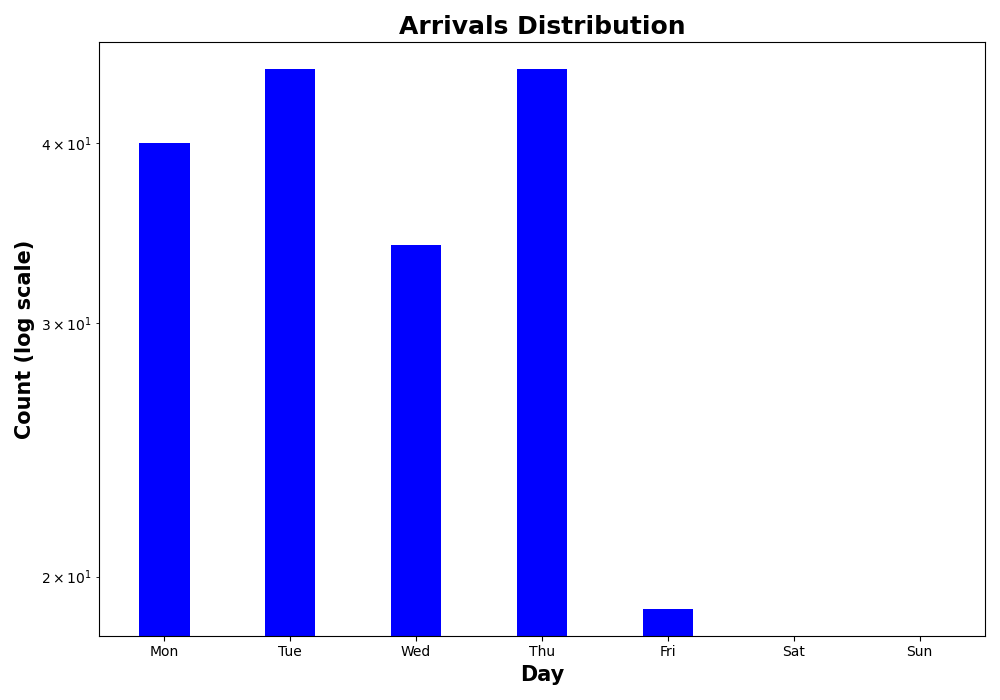 Arrivals Distribution
4 × 10¹
3 × 10¹
2 × 10¹
Count (log scale)
Mon Tue Wed Thu Fri Sat Sun
Day